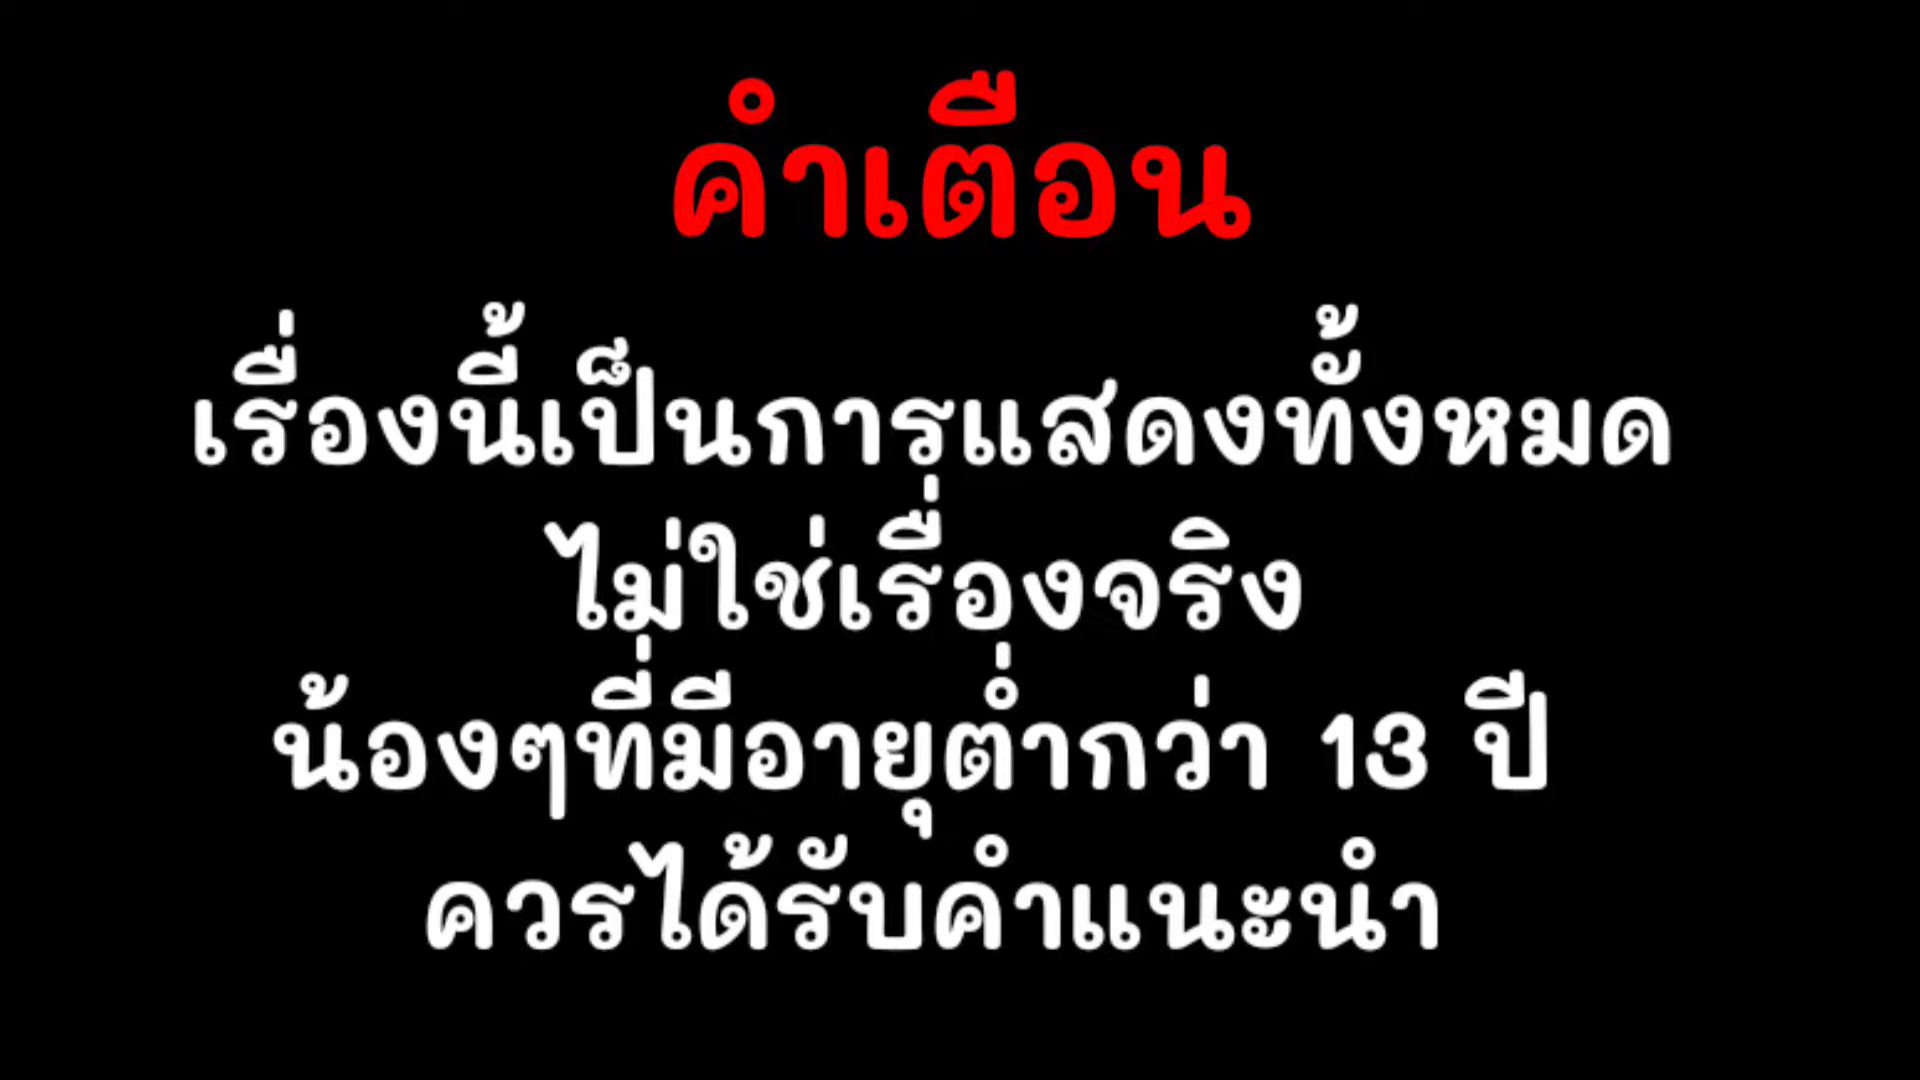 คำเตือน
เรื่องนี้เป็นการแสดงทั้งหมด
ไม่ใช่เรื่องจริง
น้องๆที่มีอายุต่ำกว่า 13 ปี
ควรได้รับคำแนะนำ